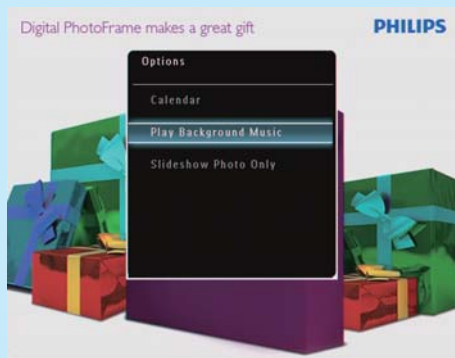 Digital PhotoFrame makes a great gift
PHILIPS
Options
Calendar
Play Background Music
Slideshow Photo Only